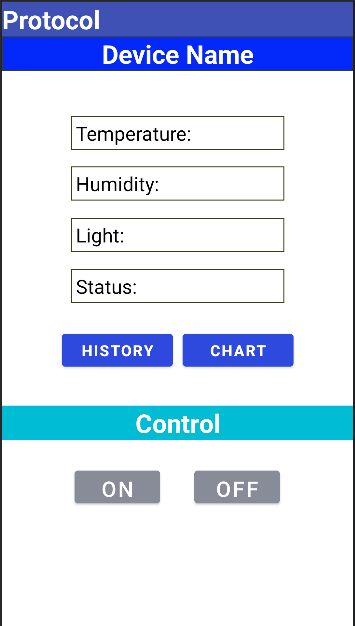 Protocol
Device Name
Temperature:
Humidity:
Light:
Status:
HISTORY CHART
Control
ON OFF